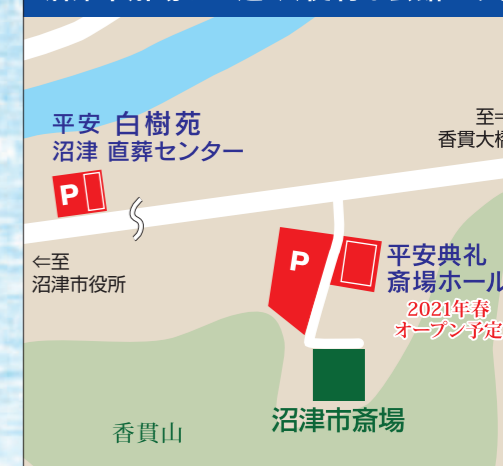 平安 白樹苑
沼津 直葬センター
P
至⇒
香貫大橋
⇐至
沼津市役所
P
平安典礼
斎場ホール
2021年春
オープン予定
沼津市斎場
香貫山